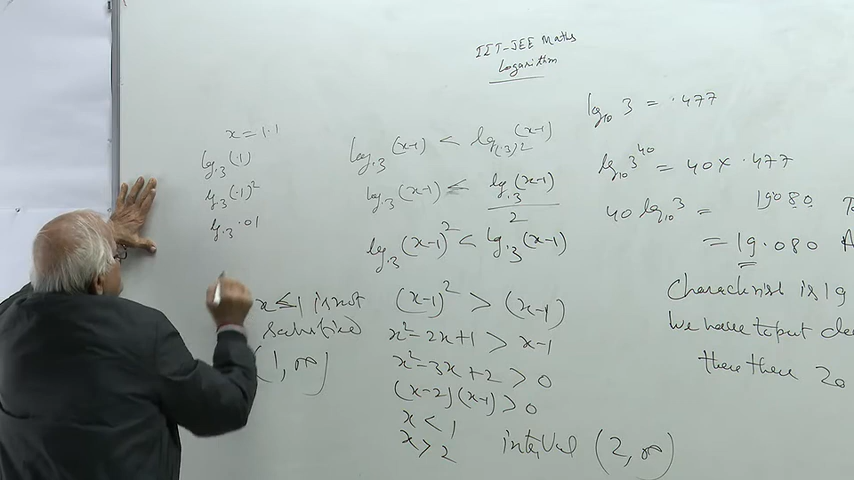 IIT-JEE Maths
Logarithm
x = 1.1
log.3 (.1)
log.3 (.1)²
log.3 .01
x ≤ 1 is not
satisfied
(1, ∞)
log.3 (x-1) < log(.3)² (x-1)
log.3 (x-1) < log.3 (x-1) / 2
log.3 (x-1)² < log.3 (x-1)
(x-1)² > (x-1)
x² - 2x + 1 > x - 1
x² - 3x + 2 > 0
(x-2)(x-1) > 0
x < 1
x > 2
interval (2, ∞)
log10 3 = .477
log10 3^40 = 40 x .477
40 log10 3 = 19080
= 19.080 A
Characterist is 19
We have to put dec
there there 20